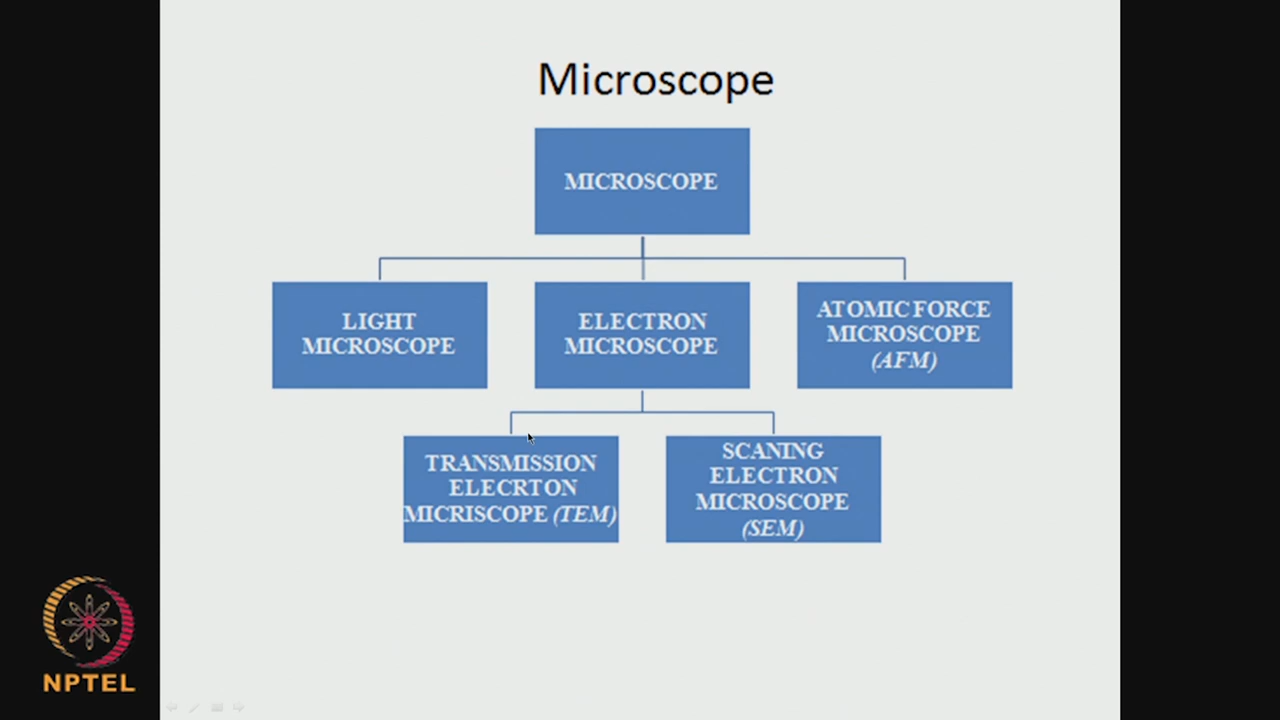 Microscope
MICROSCOPE
LIGHT
MICROSCOPE
ELECTRON
MICROSCOPE
ATOMIC FORCE
MICROSCOPE
(AFM)
TRANSMISSION
ELECRTON
MICRISCOPE (TEM)
SCANING
ELECTRON
MICROSCOPE
(SEM)
NPTEL